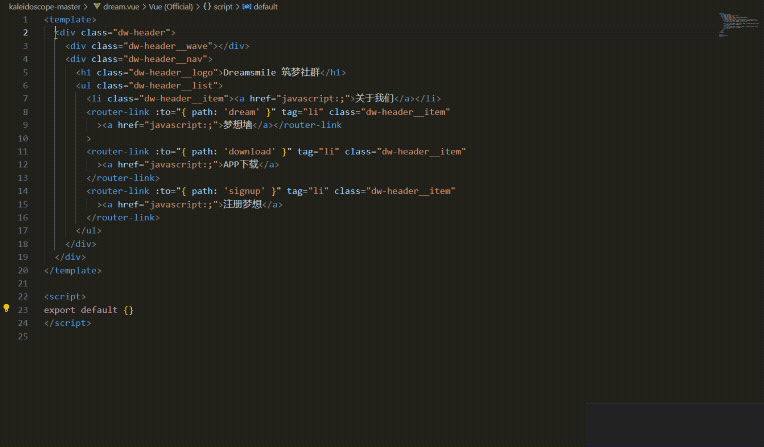 kaleidoscope-master > dream.vue > Vue (Official) > {} script > default
1 <template>
2 <div class="dw-header">
3 <div class="dw-header__wave"></div>
4 <div class="dw-header__nav">
5 <h1 class="dw-header__logo">Dreamsmile 筑梦社群</h1>
6 <ul class="dw-header__list">
7 <li class="dw-header__item"><a href="javascript:;">关于我们</a></li>
8 <router-link :to="{ path: 'dream' }" tag="li" class="dw-header__item"
9 ><a href="javascript:;">梦想墙</a></router-link
10 >
11 <router-link :to="{ path: 'download' }" tag="li" class="dw-header__item"
12 ><a href="javascript:;">APP下载</a>
13 </router-link>
14 <router-link :to="{ path: 'signup' }" tag="li" class="dw-header__item"
15 ><a href="javascript:;">注册梦想</a>
16 </router-link>
17 </ul>
18 </div>
19 </div>
20 </template>
21
22 <script>
23 export default {}
24 </script>
25